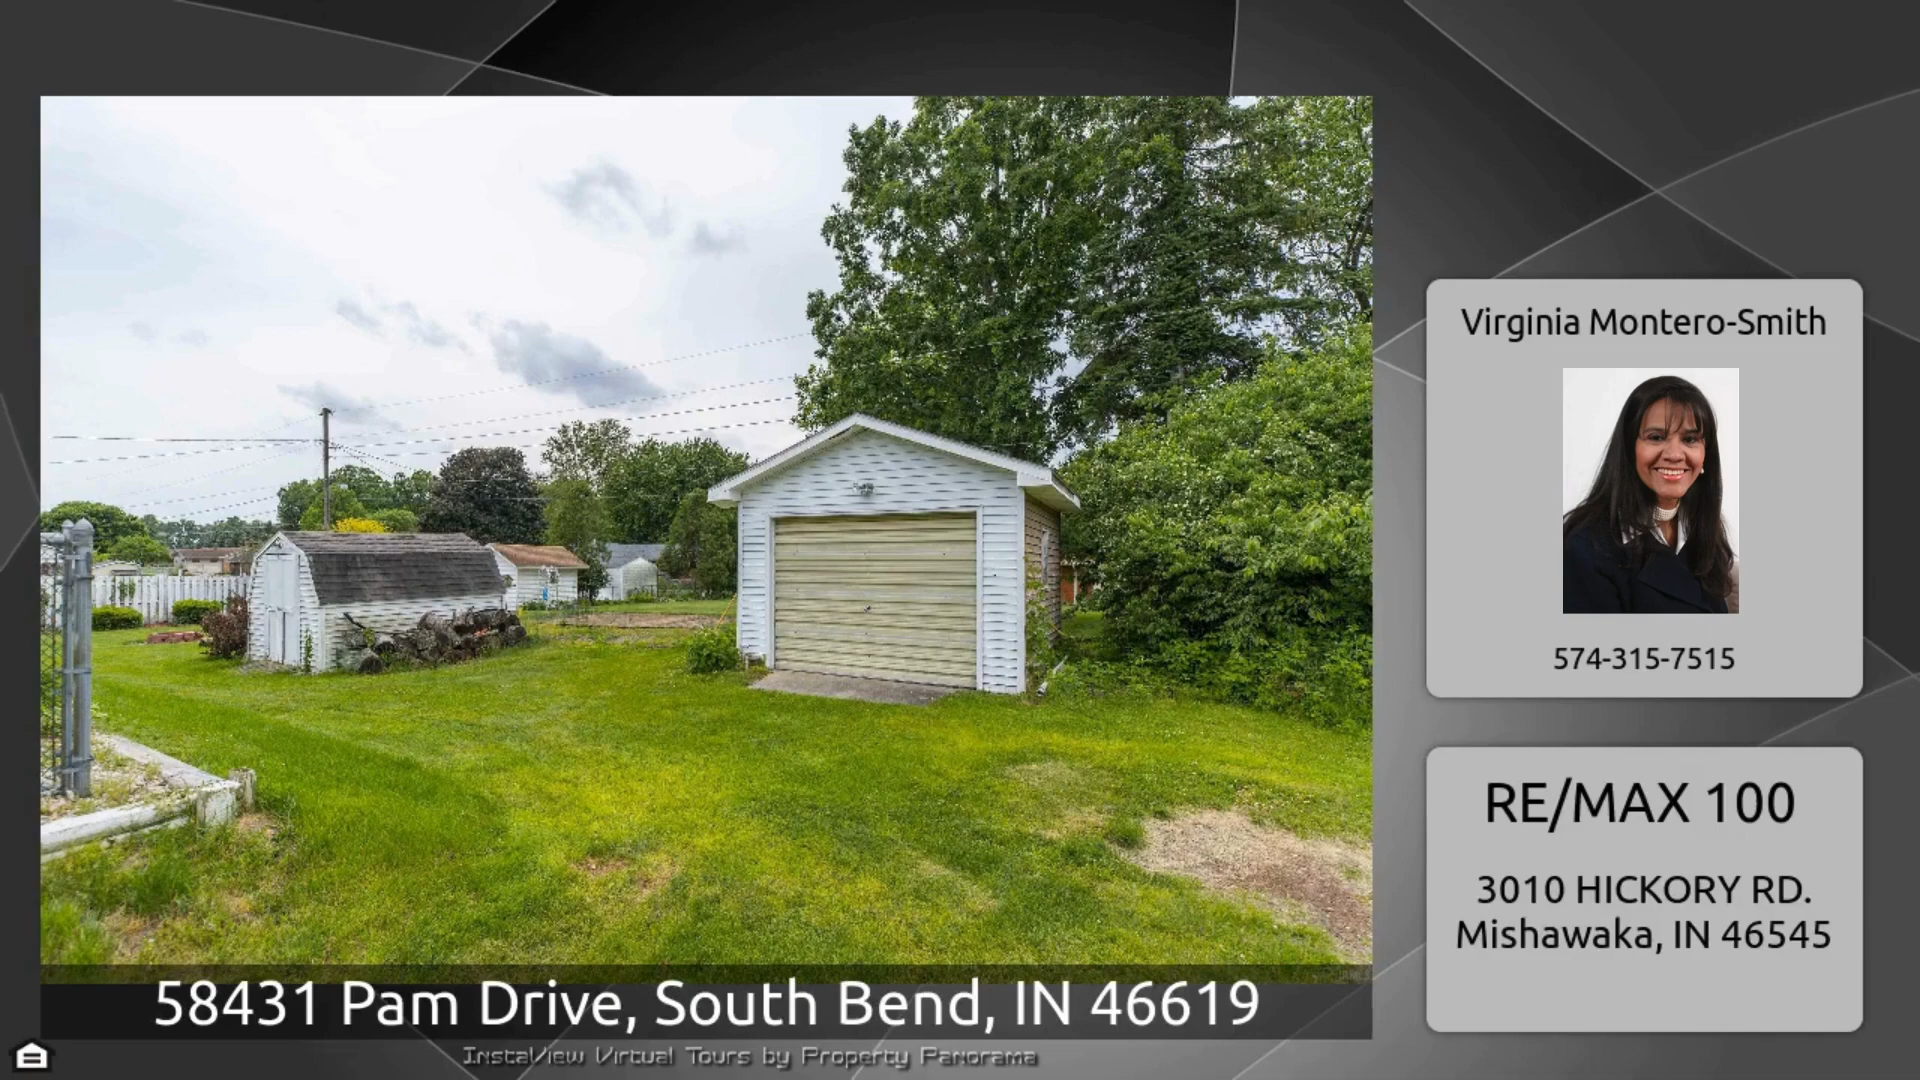 Virginia Montero-Smith
574-315-7515
RE/MAX 100
3010 HICKORY RD.
Mishawaka, IN 46545
58431 Pam Drive, South Bend, IN 46619
InstaView Virtual Tours by Property Panorama